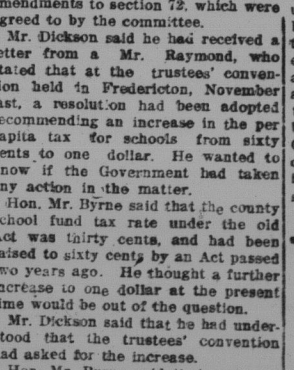 mendments to section 72, which were
greed to by the committee.
Mr. Dickson said he had received a
etter from a Mr. Raymond, who
tated that at the trustees' conven-
ion held in Fredericton, November
ast, a resolution had been adopted
ecommending an increase in the per
apita tax for schools from sixty
ents to one dollar. He wanted to
now if the Government had taken
ny action in the matter.
Hon. Mr. Byrne said that the county
chool fund tax rate under the old
Act was thirty cents, and had been
aised to sixty cents by an Act passed
wo years ago. He thought a further
ncrease to one dollar at the present
ime would be out of the question.
Mr. Dickson said that he had under-
tood that the trustees' convention
ad asked for the increase.